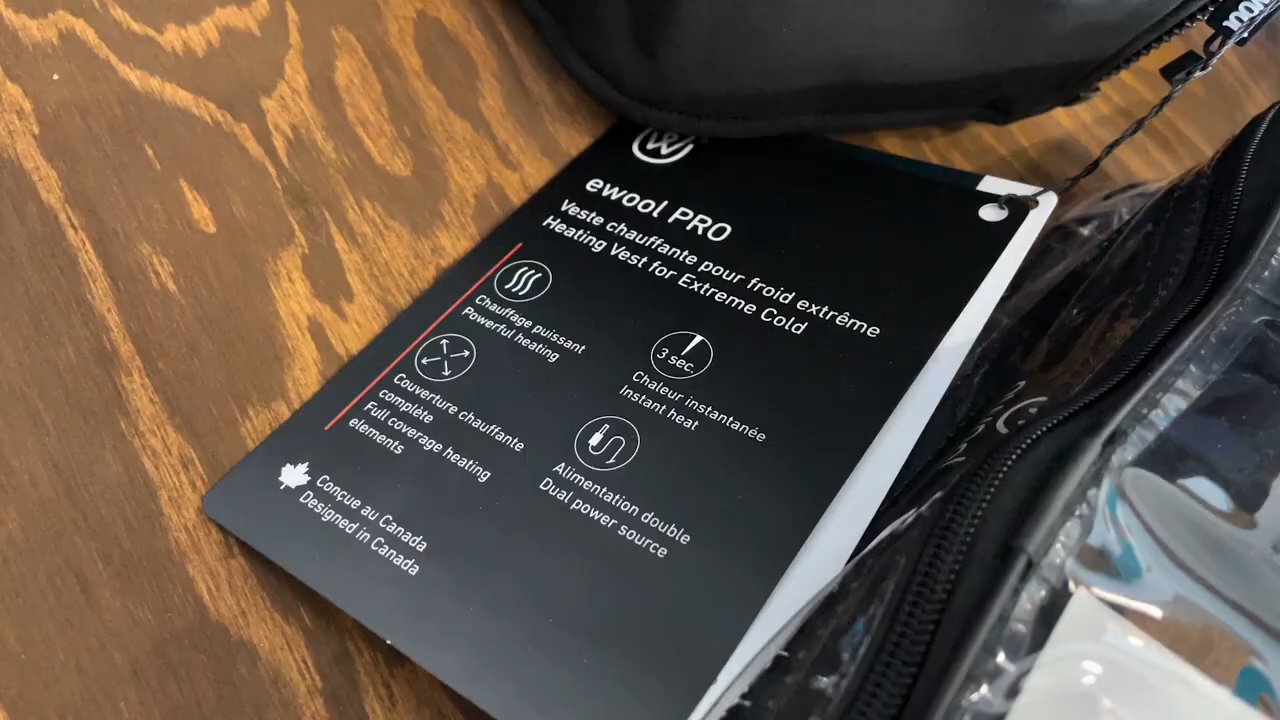 ewool PRO
Veste chauffante pour froid extrême
Heating Vest for Extreme Cold
Chauffage puissant
Powerful heating
3 sec.
Chaleur instantanée
Instant heat
Couverture chauffante
complète
Full coverage heating
elements
Alimentation double
Dual power source
Conçue au Canada
Designed in Canada